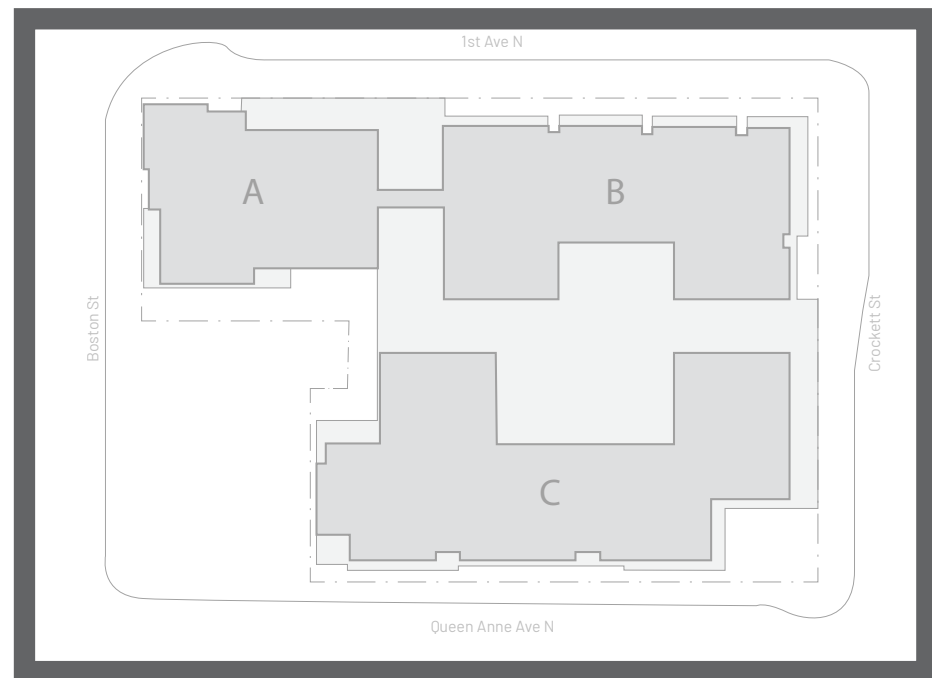 1st Ave N
A
B
Boston St
Crockett St
C
Queen Anne Ave N